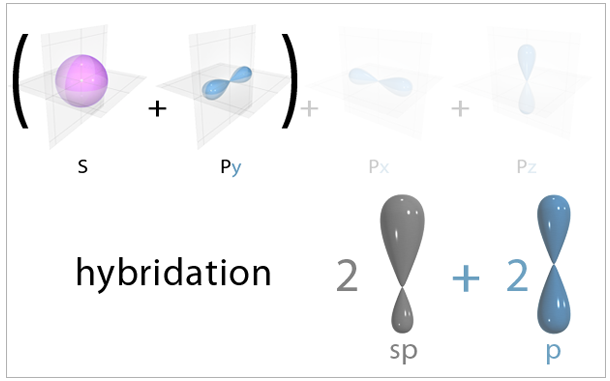 ( + ) + +
S Py Px Pz
hybridation 2 + 2
sp p